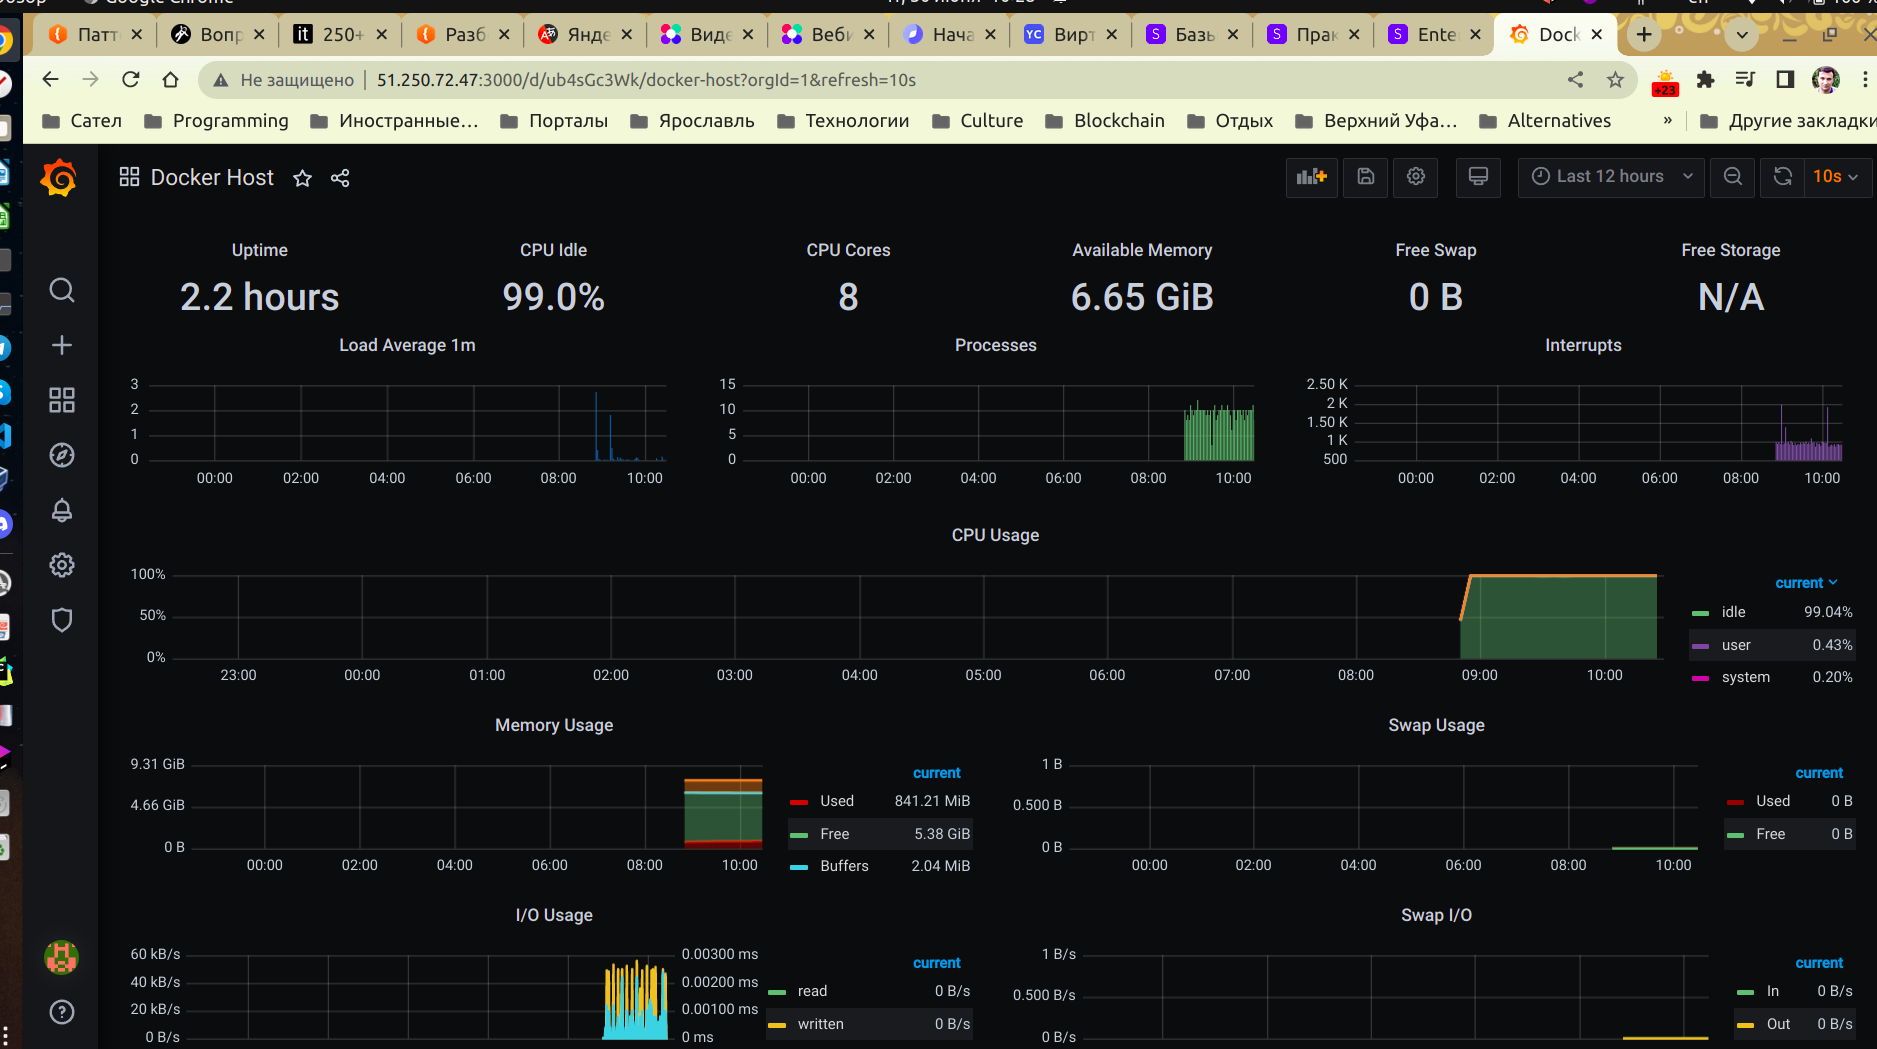 Google Chrome
Патт
Вопр
250+
Разб
Янде
Виде
Веби
Нача
Вирт
Базы
Прак
Ente
Dock
Не защищено 51.250.72.47:3000/d/ub4sGc3Wk/docker-host?orgId=1&refresh=10s
+23
Сател Programming Иностранные… Порталы Ярославль Технологии Culture Blockchain Отдых Верхний Уфа… Alternatives » Другие закладки
Docker Host
Last 12 hours
10s
Uptime CPU Idle CPU Cores Available Memory Free Swap Free Storage
2.2 hours 99.0% 8 6.65 GiB 0 B N/A
Load Average 1m
3
2
1
0
00:00 02:00 04:00 06:00 08:00 10:00
Processes
15
10
5
0
00:00 02:00 04:00 06:00 08:00 10:00
Interrupts
2.50 K
2 K
1.50 K
1 K
500
00:00 02:00 04:00 06:00 08:00 10:00
CPU Usage
100%
50%
0%
23:00 00:00 01:00 02:00 03:00 04:00 05:00 06:00 07:00 08:00 09:00 10:00
current
idle 99.04%
user 0.43%
system 0.20%
Memory Usage
9.31 GiB
4.66 GiB
0 B
00:00 02:00 04:00 06:00 08:00 10:00
current
Used 841.21 MiB
Free 5.38 GiB
Buffers 2.04 MiB
Swap Usage
1 B
0.500 B
0 B
00:00 02:00 04:00 06:00 08:00 10:00
current
Used 0 B
Free 0 B
I/O Usage
60 kB/s
40 kB/s
20 kB/s
0 B/s
0.00300 ms
0.00200 ms
0.00100 ms
0 ms
current
read 0 B/s
written 0 B/s
Swap I/O
1 B/s
0.500 B/s
0 B/s
current
In 0 B/s
Out 0 B/s